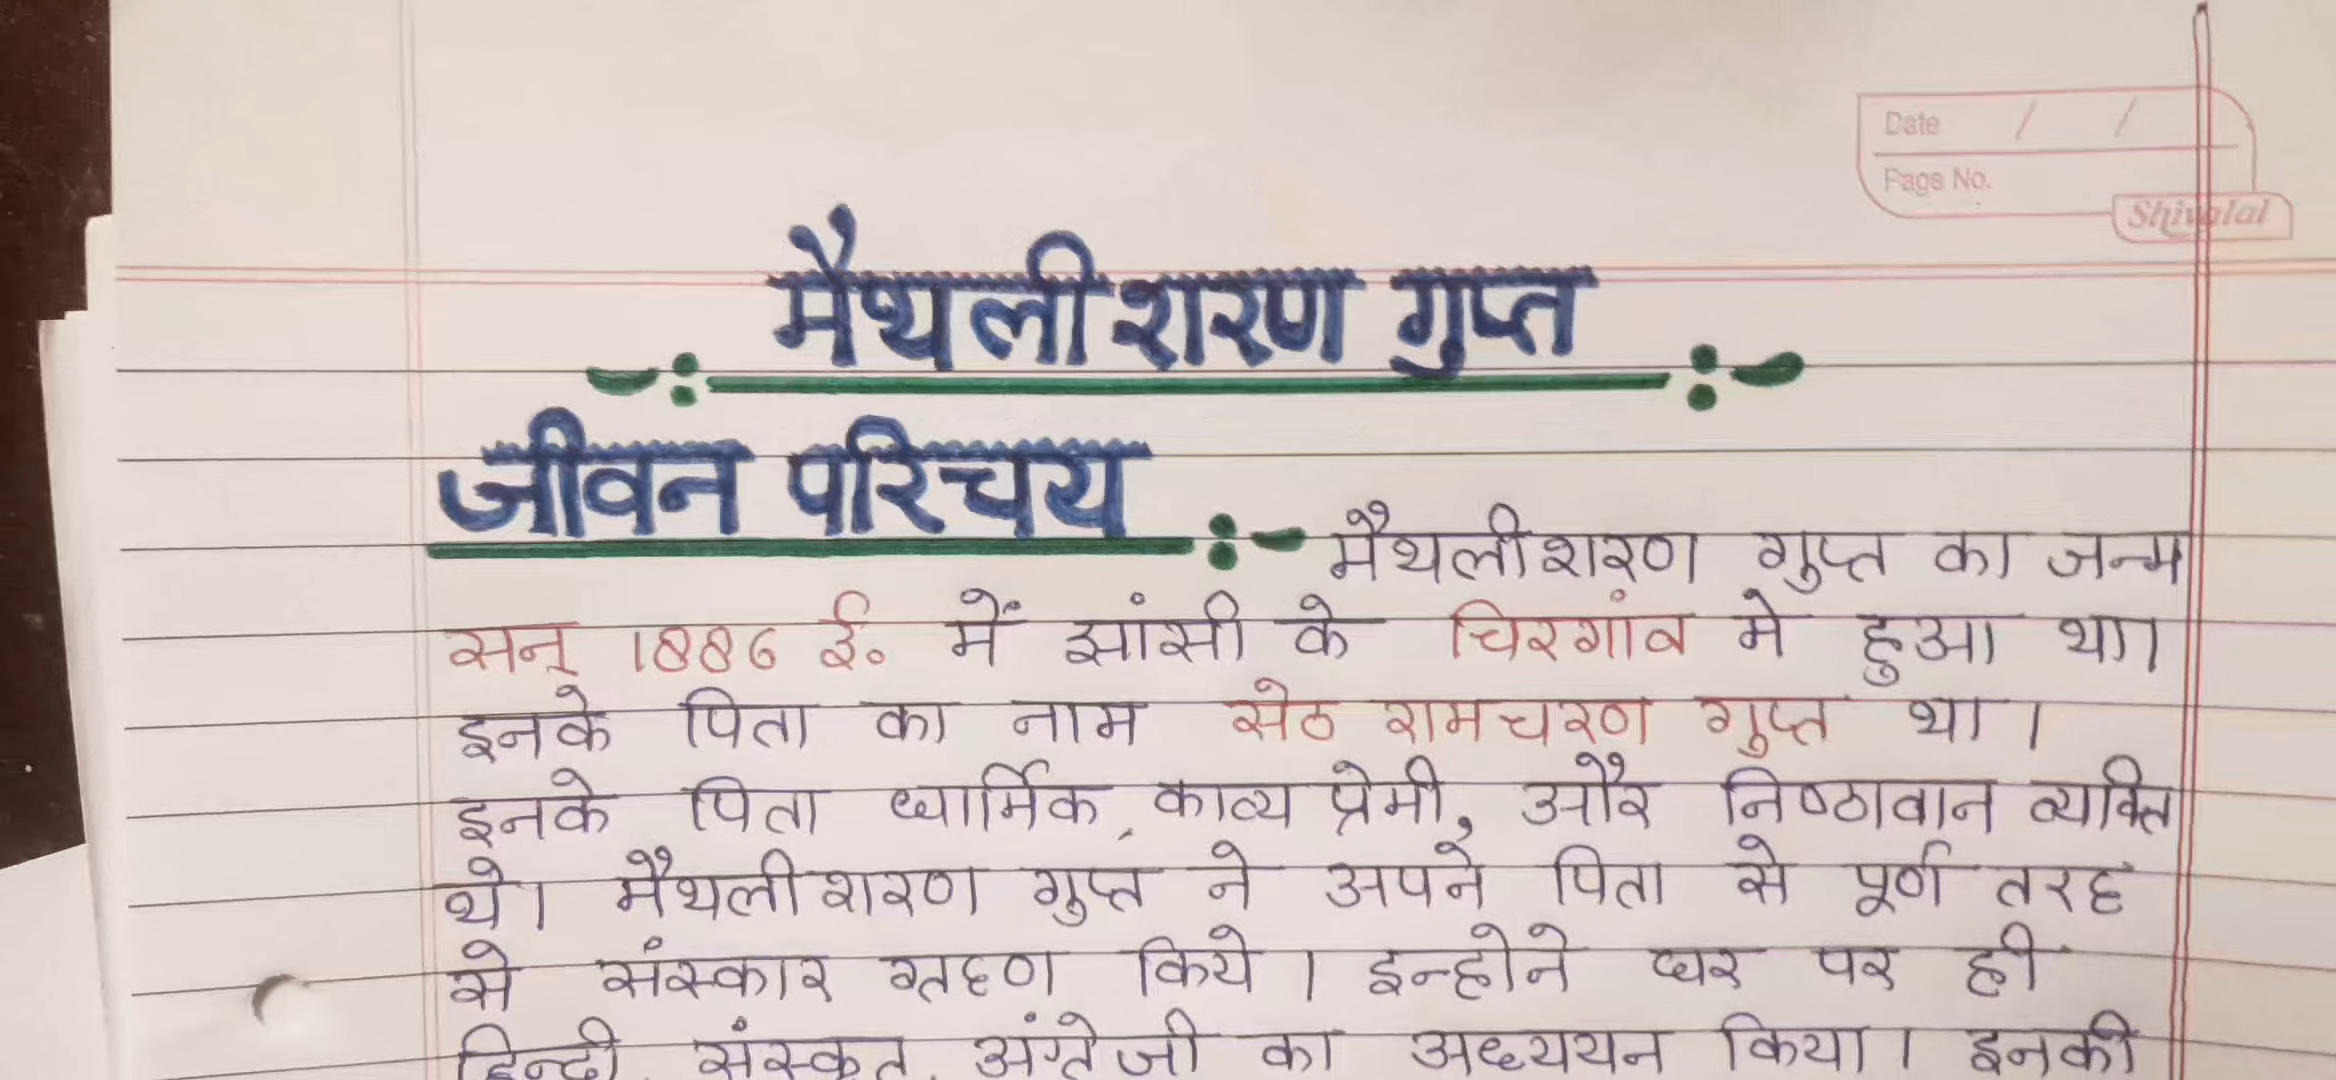 Date / /
Page No.
Shivalal
मैथलीशरण गुप्त
जीवन परिचय :- मैथलीशरण गुप्त का जन्म
सन् 1886 ई० में झांसी के चिरगांव मे हुआ था।
इनके पिता का नाम सेठ रामचरण गुप्त था।
इनके पिता धार्मिक, काव्य प्रेमी, और निष्ठावान व्यक्ति
थे। मैथलीशरण गुप्त ने अपने पिता से पूर्ण तरह
से संस्कार ग्रहण किये। इन्होने घर पर ही
हिन्दी, संस्कृत, अंग्रेजी का अध्ययन किया। इनकी